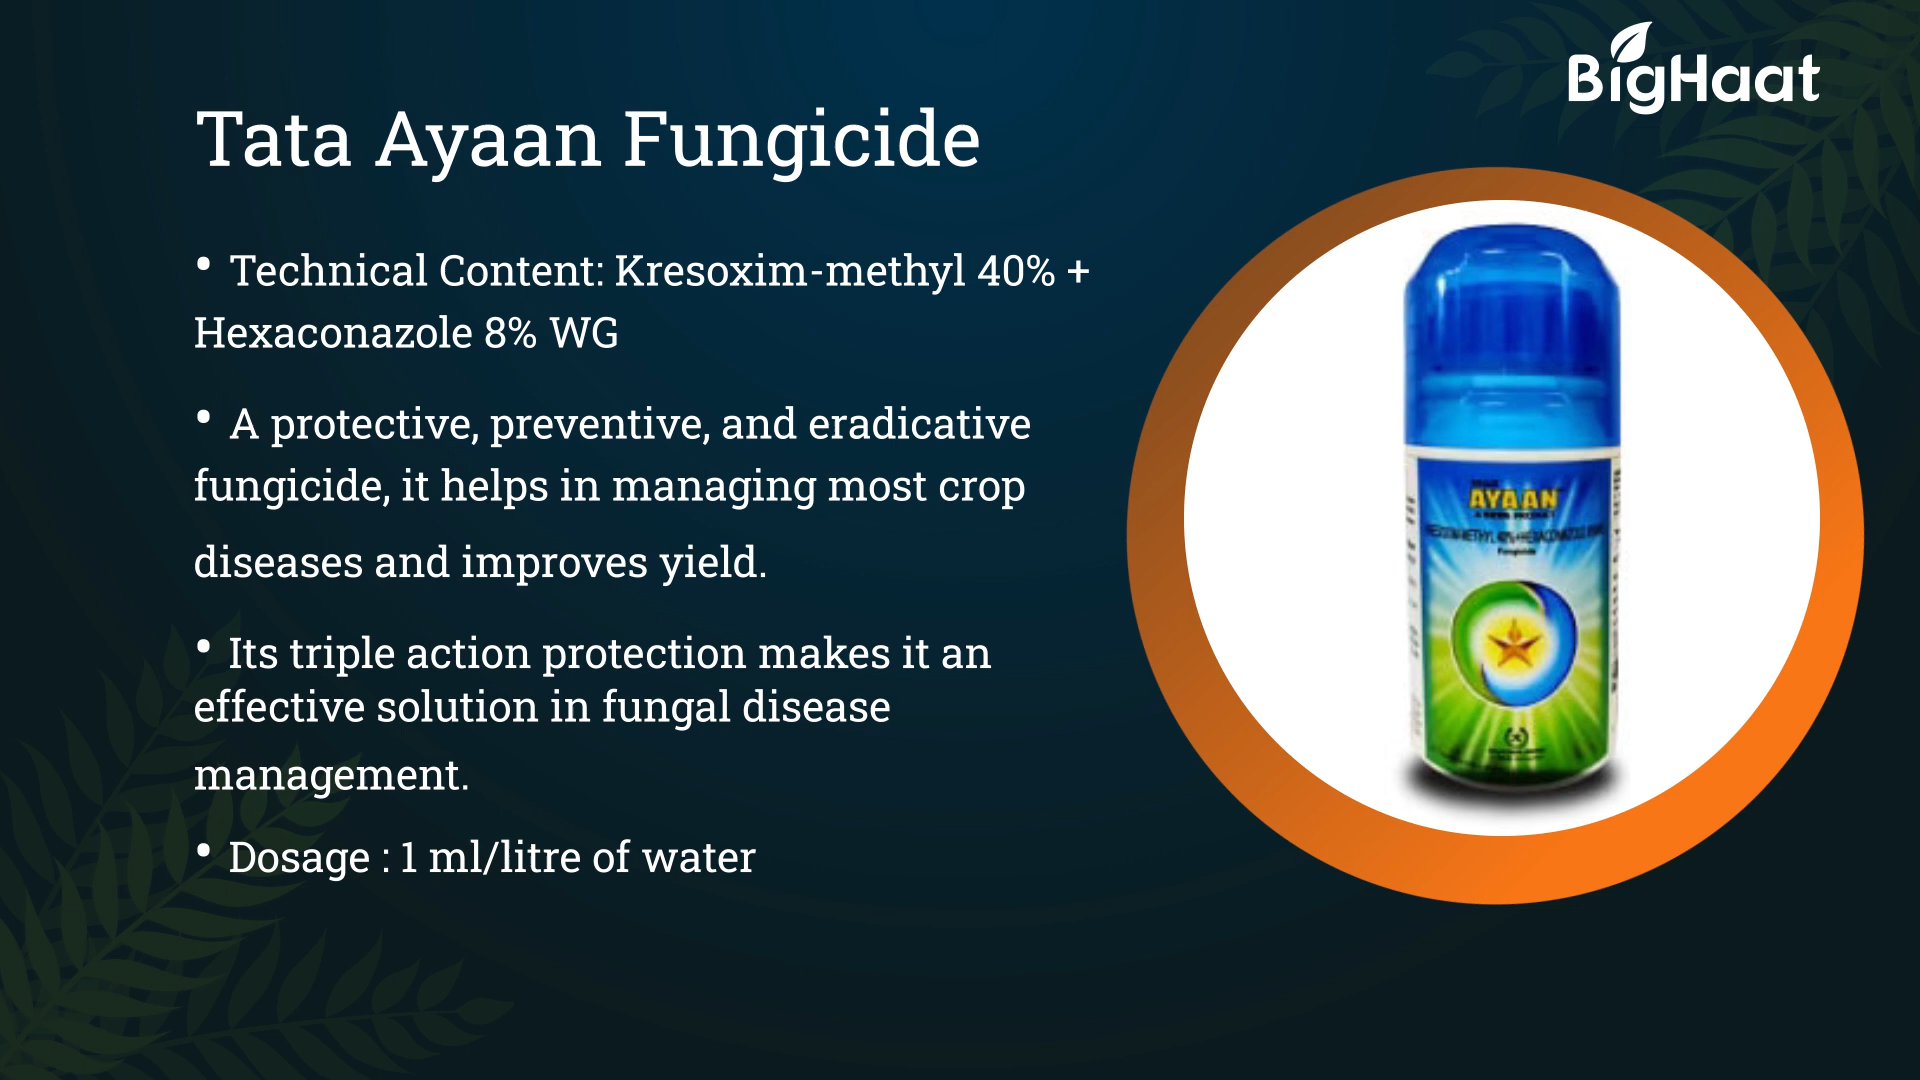 BigHaat
Tata Ayaan Fungicide
• Technical Content: Kresoxim-methyl 40% +
Hexaconazole 8% WG
• A protective, preventive, and eradicative
fungicide, it helps in managing most crop
diseases and improves yield.
• Its triple action protection makes it an
effective solution in fungal disease
management.
• Dosage : 1 ml/litre of water
AYAAN
Fungicide